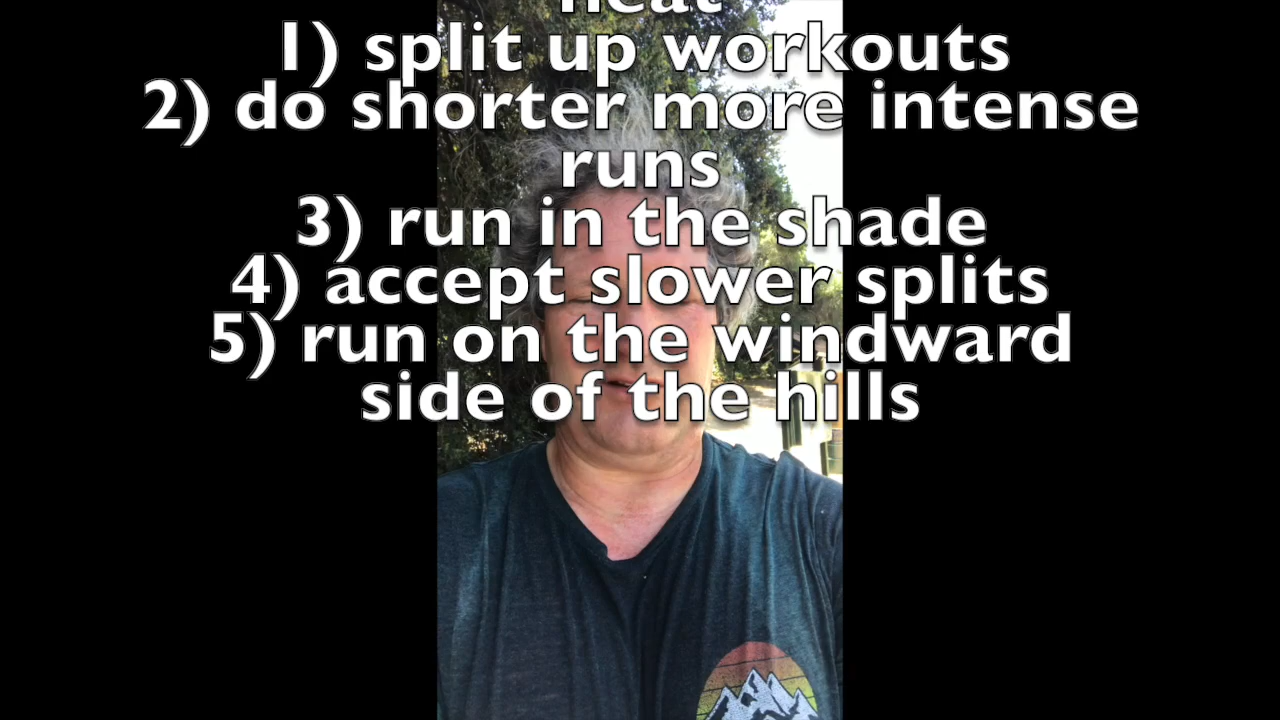 heat
1) split up workouts
2) do shorter more intense
runs
3) run in the shade
4) accept slower splits
5) run on the windward
side of the hills